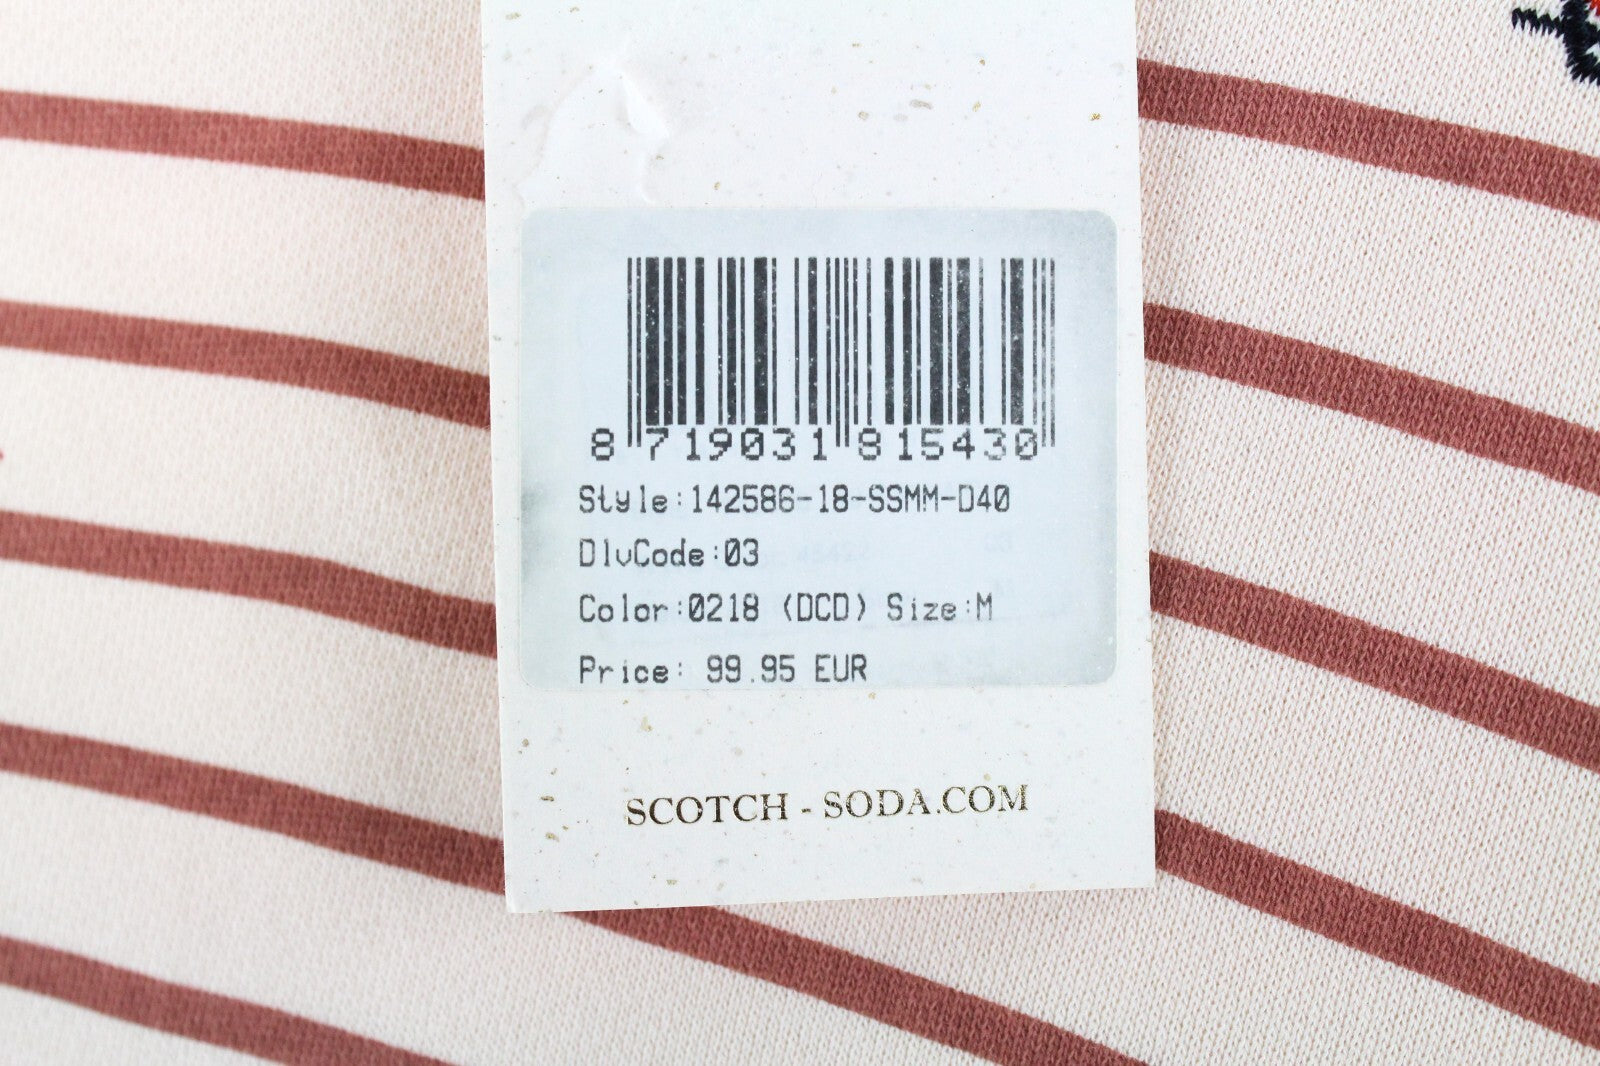 8 719031 815430
Style:142586-18-SSMM-D40
DlvCode:03
Color:0218 (DCD) Size:M
Price: 99.95 EUR
SCOTCH - SODA.COM